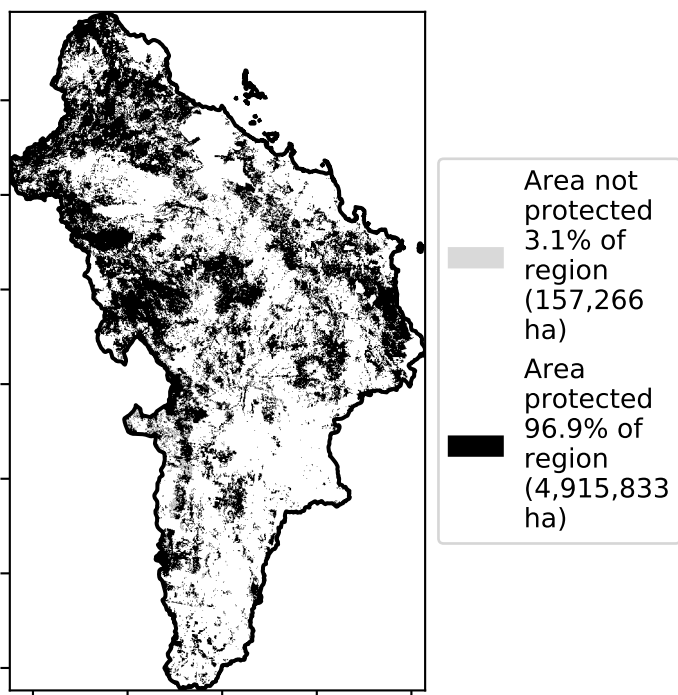 Area not
protected
3.1% of
region
(157,266
ha)
Area
protected
96.9% of
region
(4,915,833
ha)